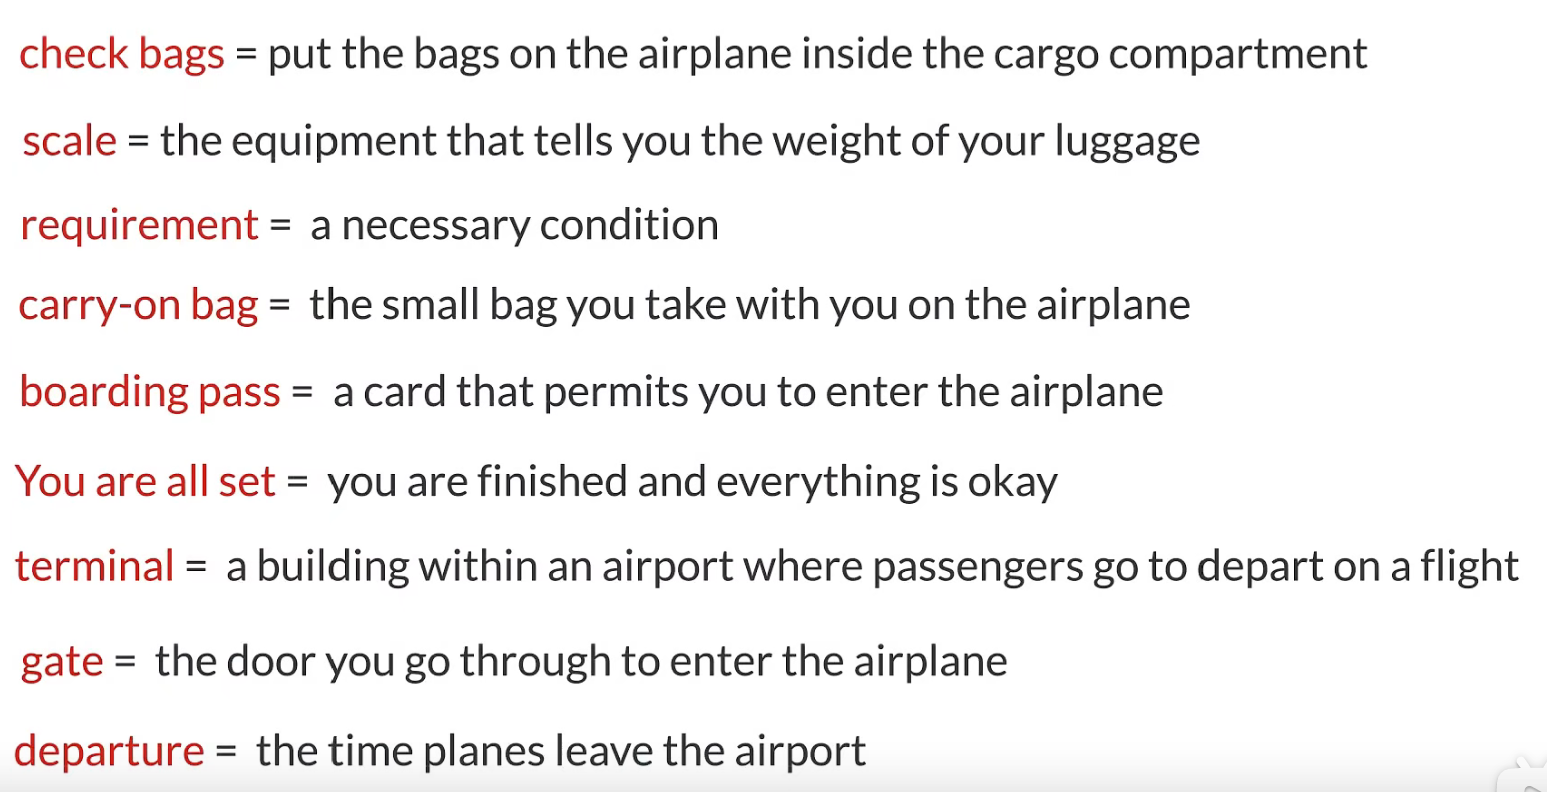 check bags = put the bags on the airplane inside the cargo compartment
scale = the equipment that tells you the weight of your luggage
requirement = a necessary condition
carry-on bag = the small bag you take with you on the airplane
boarding pass = a card that permits you to enter the airplane
You are all set = you are finished and everything is okay
terminal = a building within an airport where passengers go to depart on a flight
gate = the door you go through to enter the airplane
departure = the time planes leave the airport